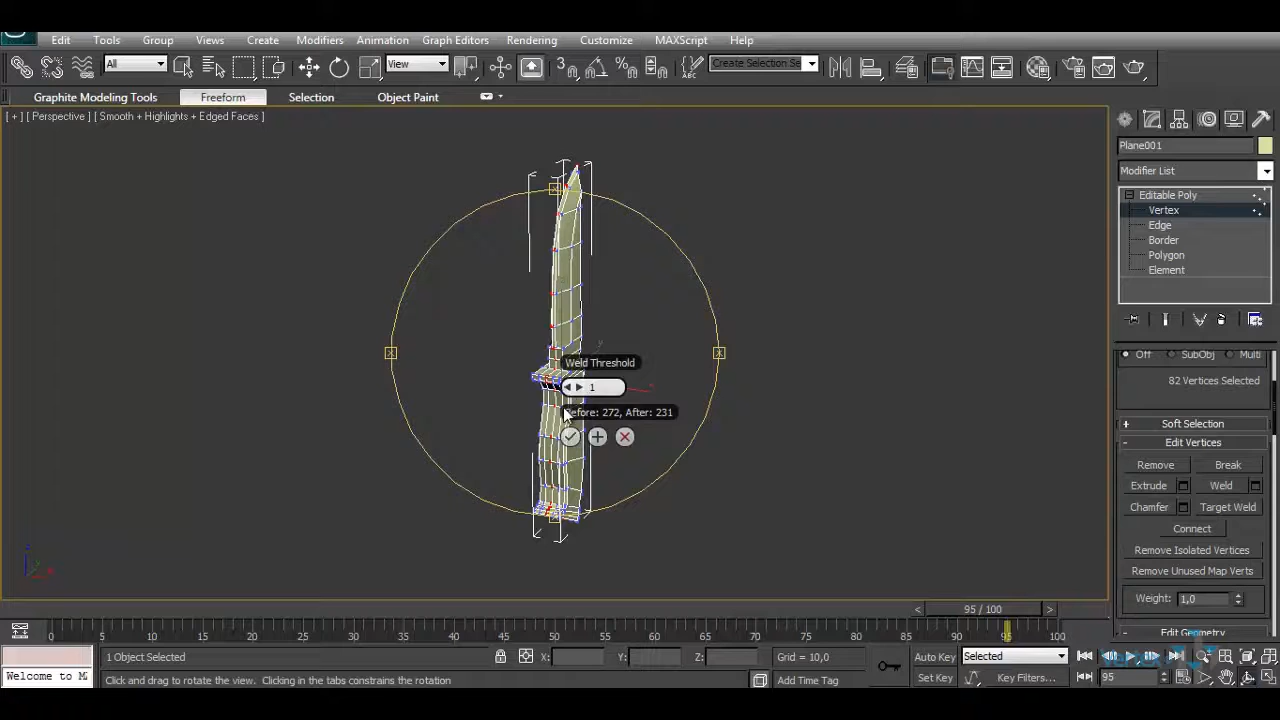 Edit Tools Group Views Create Modifiers Animation Graph Editors Rendering Customize MAXScript Help
All View ABC Create Selection Se
Graphite Modeling Tools Freeform Selection Object Paint
[ + ] [ Perspective ] [ Smooth + Highlights + Edged Faces ]
Plane001
Modifier List
Editable Poly
Vertex
Edge
Border
Polygon
Element
Off SubObj Multi
82 Vertices Selected
Soft Selection
Edit Vertices
Remove Break
Extrude Weld
Chamfer Target Weld
Connect
Remove Isolated Vertices
Remove Unused Map Verts
Weight: 1,0
Edit Geometry
Weld Threshold
1
Before: 272, After: 231
< 95 / 100 >
0 5 10 15 20 25 30 35 40 45 50 55 60 65 70 75 80 85 90 95 100
1 Object Selected X: Y: Z: Grid = 10,0 Auto Key Selected
Welcome to M Click and drag to rotate the view. Clicking in the tabs constrains the rotation Add Time Tag Set Key Key Filters... 95